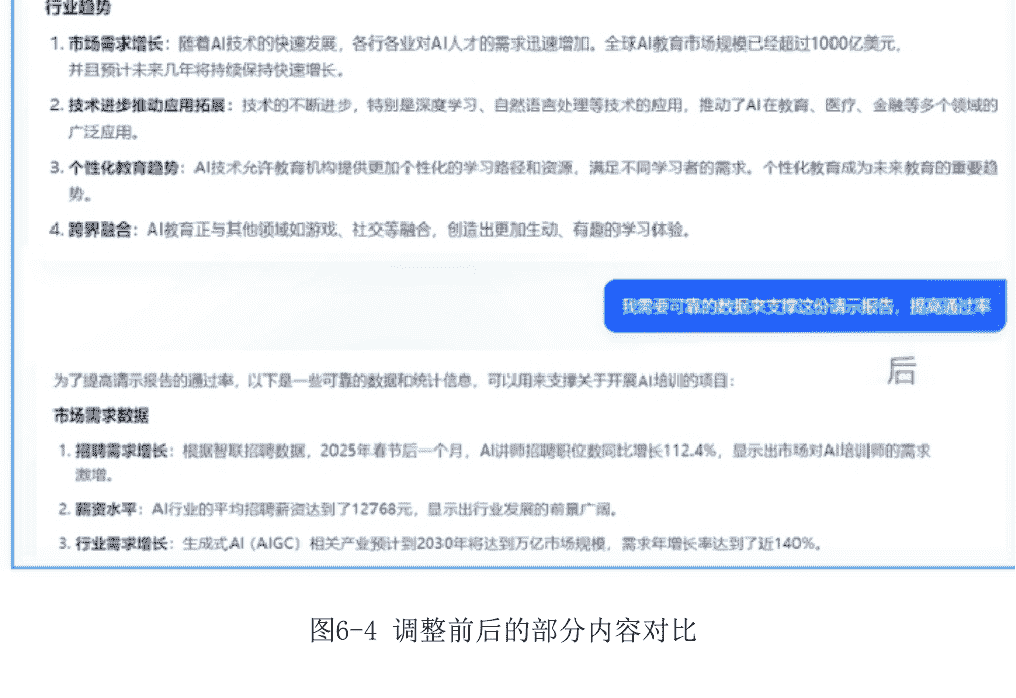 行业趋势
1. 市场需求增长：随着AI技术的快速发展，各行各业对AI人才的需求迅速增加。全球AI教育市场规模已经超过1000亿美元，
并且预计未来几年将持续保持快速增长。
2. 技术进步推动应用拓展：技术的不断进步，特别是深度学习、自然语言处理等技术的应用，推动了AI在教育、医疗、金融等多个领域的
广泛应用。
3. 个性化教育趋势：AI技术允许教育机构提供更加个性化的学习路径和资源，满足不同学习者的需求。个性化教育成为未来教育的重要趋
势。
4. 跨界融合：AI教育正与其他领域如游戏、社交等融合，创造出更加生动、有趣的学习体验。
我需要可靠的数据来支撑这份请示报告，提高通过率
后
为了提高请示报告的通过率，以下是一些可靠的数据和统计信息，可以用来支撑关于开展AI培训的项目：
市场需求数据
1. 招聘需求增长：根据智联招聘数据，2025年春节后一个月，AI讲师招聘职位数同比增长112.4%，显示出市场对AI培训师的需求
激增。
2. 薪资水平：AI行业的平均招聘薪资达到了12768元，显示出行业发展的前景广阔。
3. 行业需求增长：生成式AI（AIGC）相关产业预计到2030年将达到万亿市场规模，需求年增长率达到了近140%。
图6-4 调整前后的部分内容对比